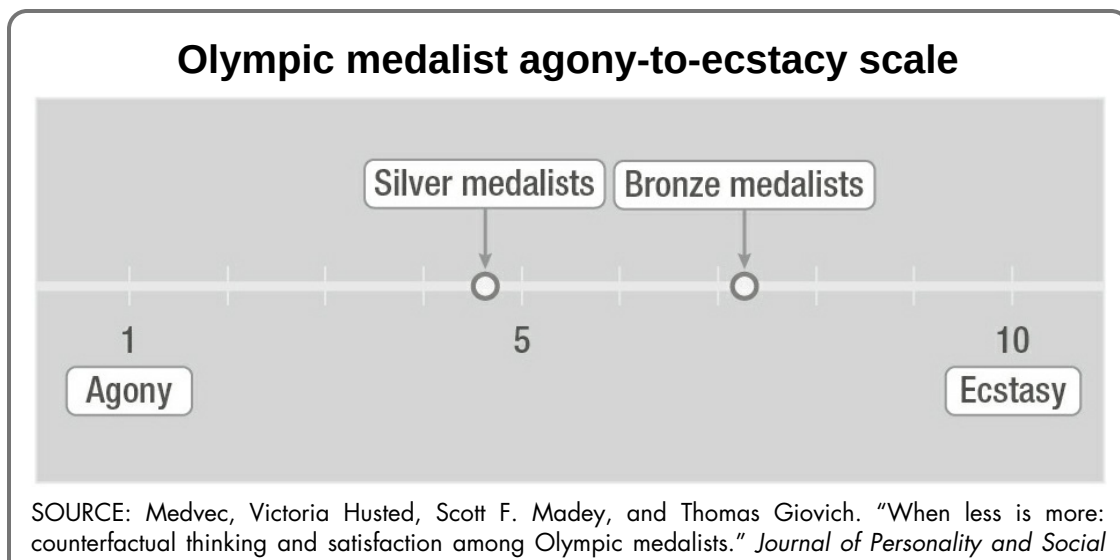 Olympic medalist agony-to-ecstacy scale
Silver medalists Bronze medalists
1 5 10
Agony Ecstasy
SOURCE: Medvec, Victoria Husted, Scott F. Madey, and Thomas Giovich. “When less is more:
counterfactual thinking and satisfaction among Olympic medalists.” Journal of Personality and Social